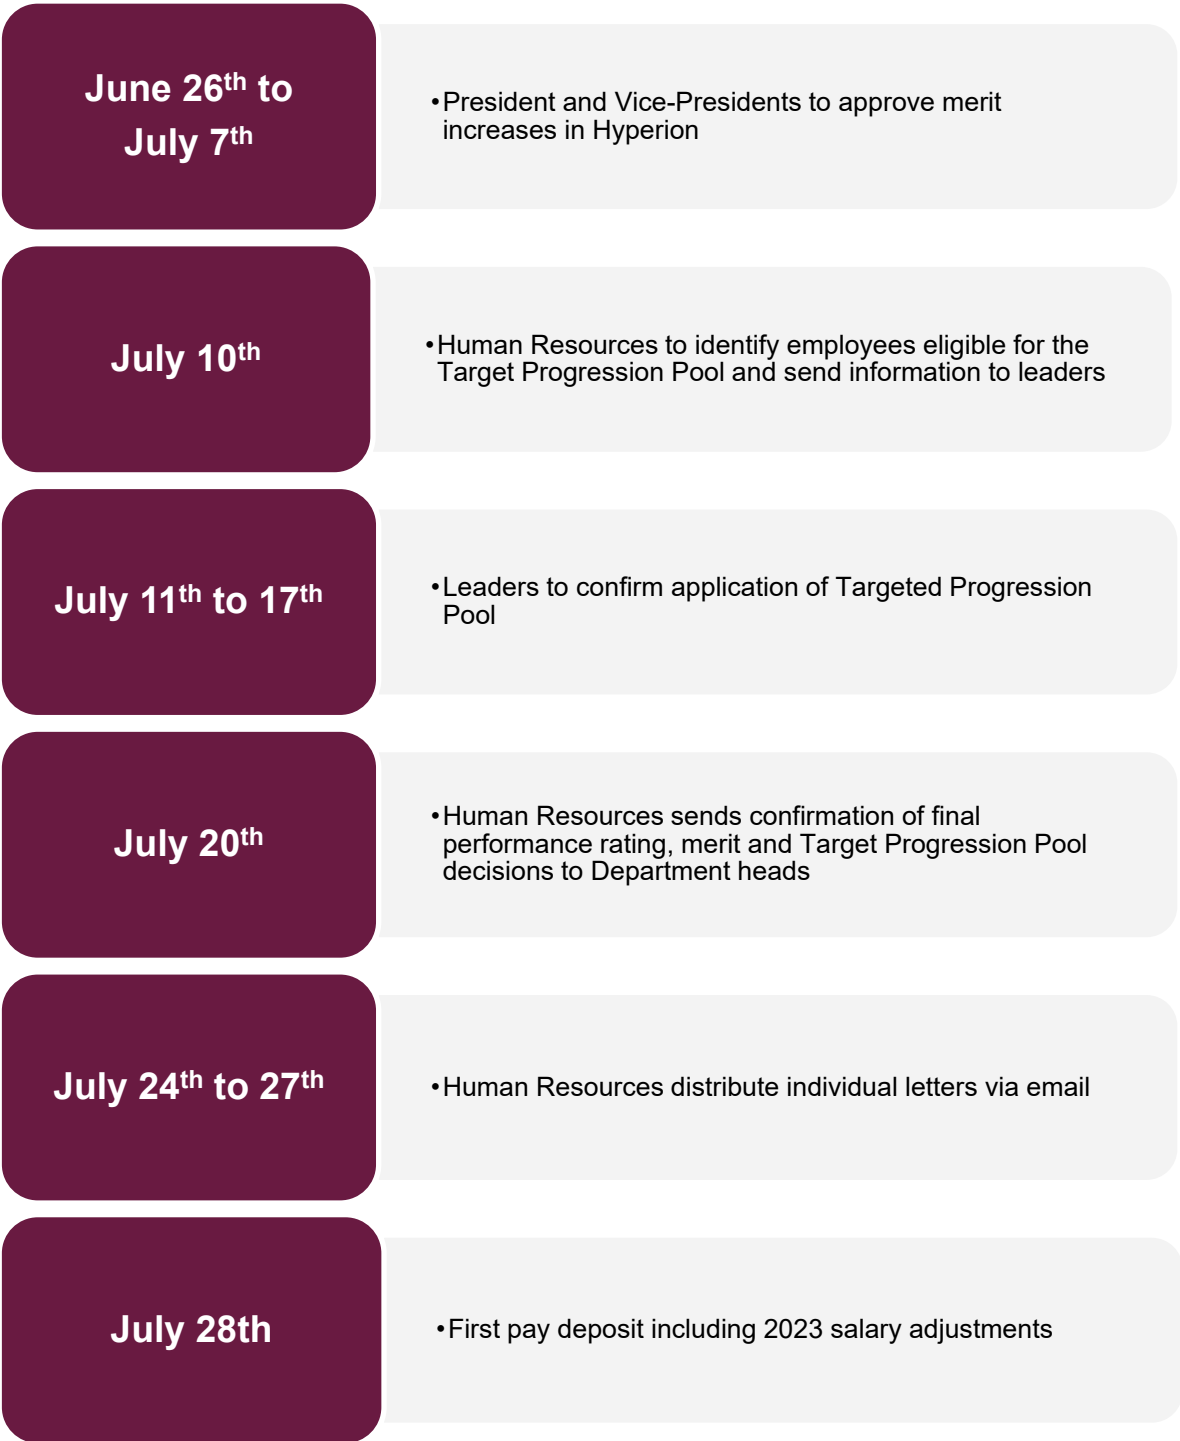 June 26th to
July 7th
•President and Vice-Presidents to approve merit
increases in Hyperion
July 10th
•Human Resources to identify employees eligible for the
Target Progression Pool and send information to leaders
July 11th to 17th
•Leaders to confirm application of Targeted Progression
Pool
July 20th
•Human Resources sends confirmation of final
performance rating, merit and Target Progression Pool
decisions to Department heads
July 24th to 27th
•Human Resources distribute individual letters via email
July 28th
•First pay deposit including 2023 salary adjustments